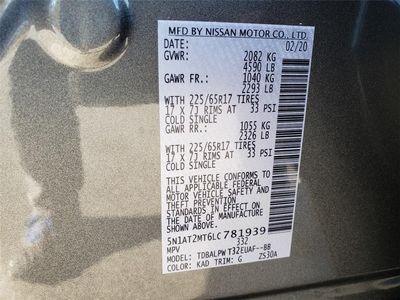 MFD BY NISSAN MOTOR CO., LTD.
DATE: 02/20
GVWR: 2082 KG
4590 LB
GAWR FR.: 1040 KG
2293 LB
WITH 225/65R17 TIRES
17 X 7J RIMS AT 33 PSI
COLD SINGLE
GAWR RR.: 1055 KG
2326 LB
WITH 225/65R17 TIRES
17 X 7J RIMS AT 33 PSI
COLD SINGLE
THIS VEHICLE CONFORMS TO
ALL APPLICABLE FEDERAL
MOTOR VEHICLE SAFETY
STANDARDS IN EFFECT ON THE
DATE OF MANUFACTURE
SHOWN ABOVE.
5N1AT2MT6LC781939
MPV 332
MODEL: TDBALPW T32EUAF--BB
COLOR: KAD TRIM: G ZS30A